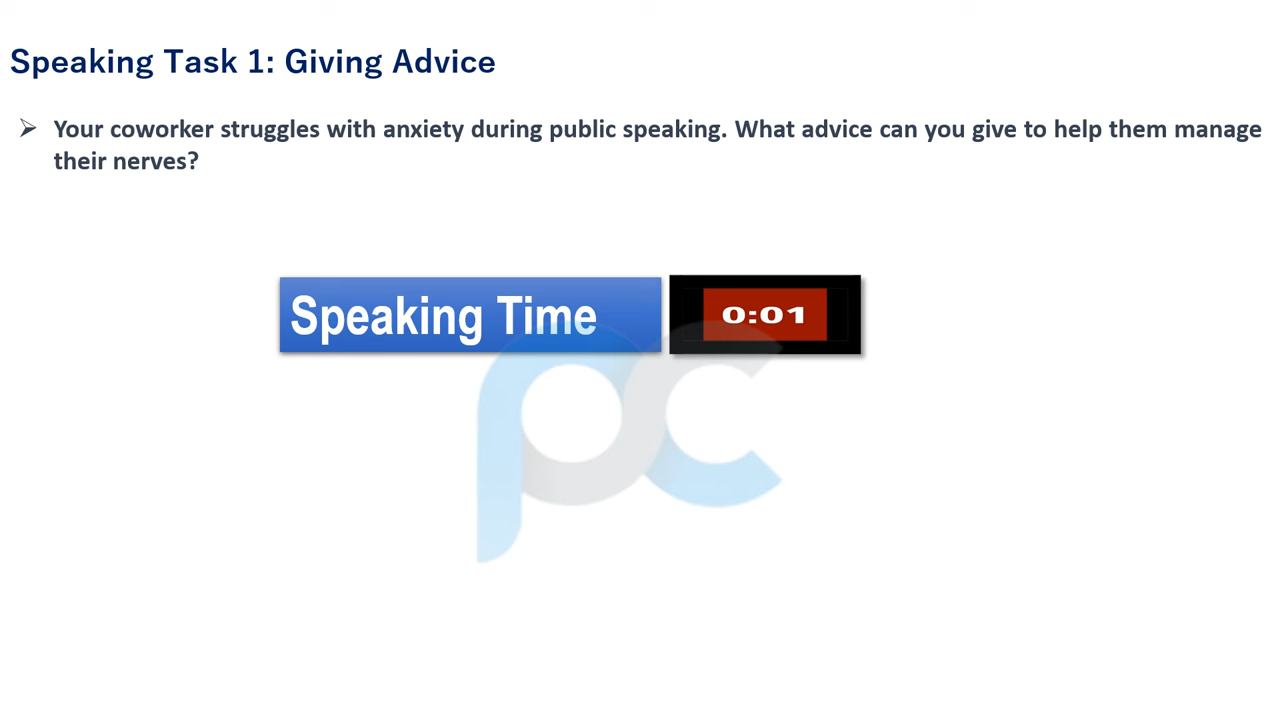 Speaking Task 1: Giving Advice
➢ Your coworker struggles with anxiety during public speaking. What advice can you give to help them manage
their nerves?
Speaking Time
0:01
pc